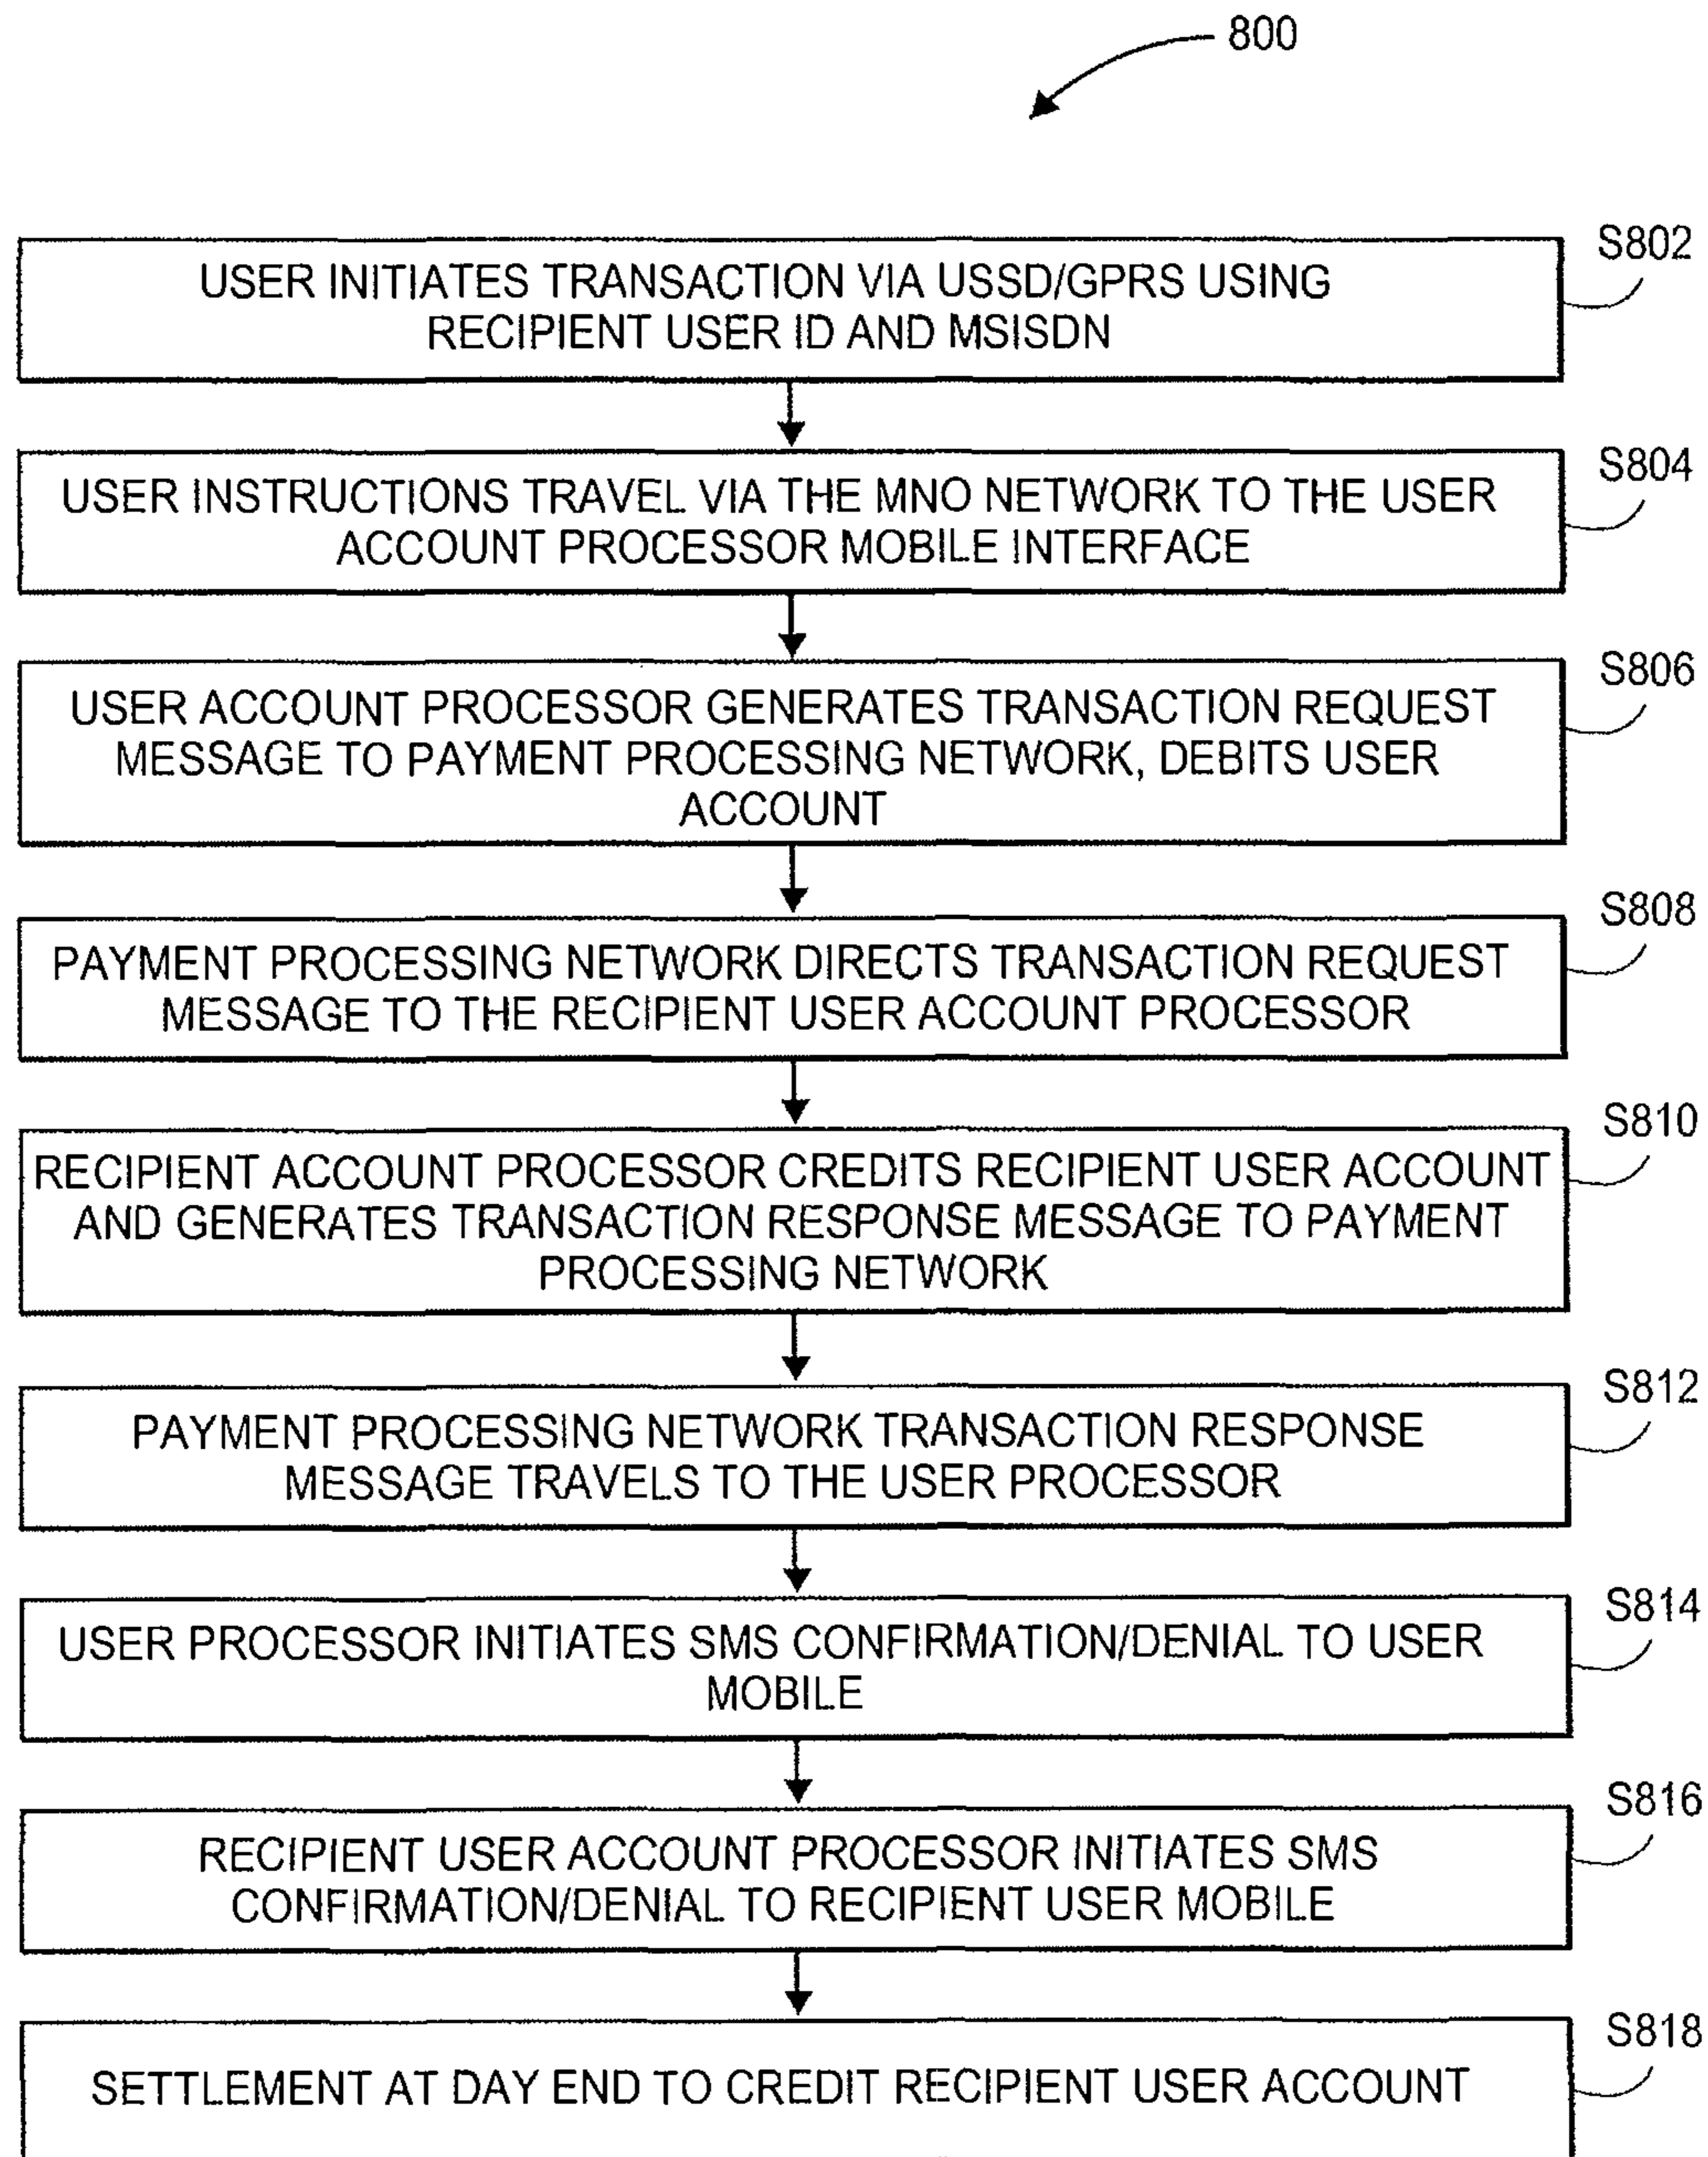 800
S802
USER INITIATES TRANSACTION VIA USSD/GPRS USING
RECIPIENT USER ID AND MSISDN
S804
USER INSTRUCTIONS TRAVEL VIA THE MNO NETWORK TO THE USER
ACCOUNT PROCESSOR MOBILE INTERFACE
S806
USER ACCOUNT PROCESSOR GENERATES TRANSACTION REQUEST
MESSAGE TO PAYMENT PROCESSING NETWORK, DEBITS USER
ACCOUNT
S808
PAYMENT PROCESSING NETWORK DIRECTS TRANSACTION REQUEST
MESSAGE TO THE RECIPIENT USER ACCOUNT PROCESSOR
S810
RECIPIENT ACCOUNT PROCESSOR CREDITS RECIPIENT USER ACCOUNT
AND GENERATES TRANSACTION RESPONSE MESSAGE TO PAYMENT
PROCESSING NETWORK
S812
PAYMENT PROCESSING NETWORK TRANSACTION RESPONSE
MESSAGE TRAVELS TO THE USER PROCESSOR
S814
USER PROCESSOR INITIATES SMS CONFIRMATION/DENIAL TO USER
MOBILE
S816
RECIPIENT USER ACCOUNT PROCESSOR INITIATES SMS
CONFIRMATION/DENIAL TO RECIPIENT USER MOBILE
S818
SETTLEMENT AT DAY END TO CREDIT RECIPIENT USER ACCOUNT